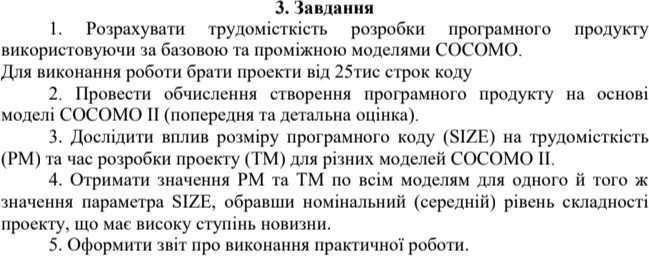 3. Завдання
1. Розрахувати трудомісткість розробки програмного продукту
використовуючи за базовою та проміжною моделями COCOMO.
Для виконання роботи брати проекти від 25тис строк коду
2. Провести обчислення створення програмного продукту на основі
моделі COCOMO II (попередня та детальна оцінка).
3. Дослідити вплив розміру програмного коду (SIZE) на трудомісткість
(PM) та час розробки проекту (TM) для різних моделей COCOMO II.
4. Отримати значення PM та TM по всім моделям для одного й того ж
значення параметра SIZE, обравши номінальний (середній) рівень складності
проекту, що має високу ступінь новизни.
5. Оформити звіт про виконання практичної роботи.